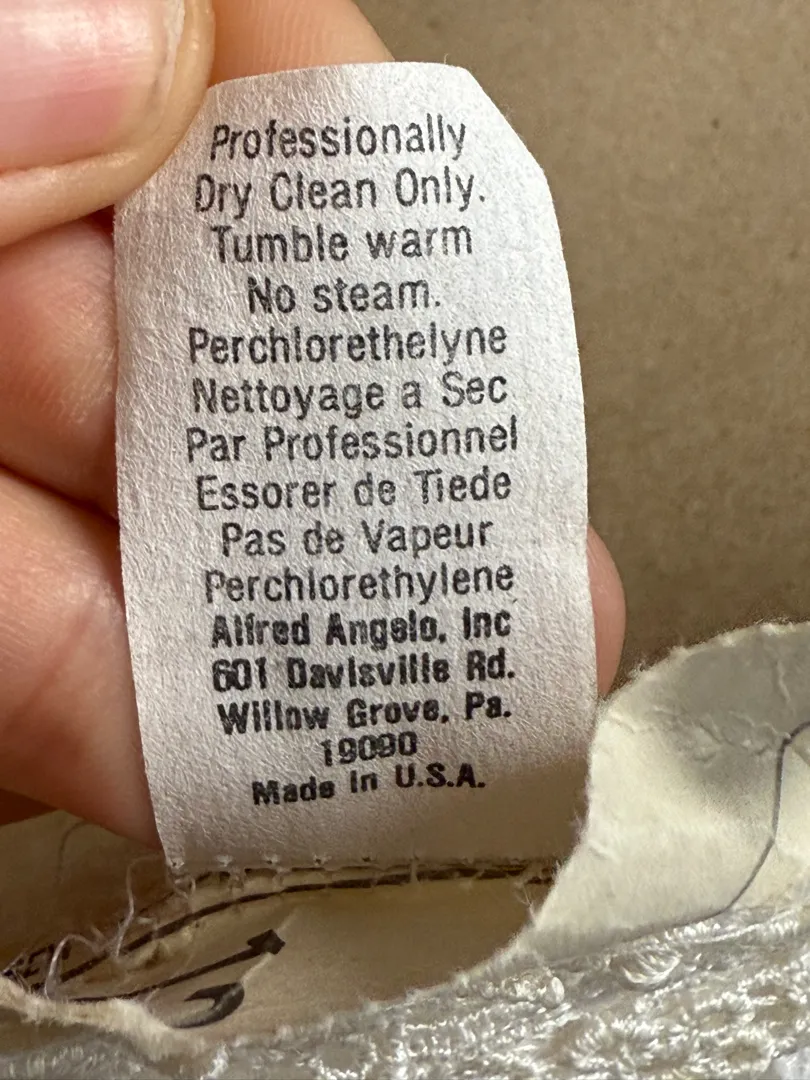 Professionally
Dry Clean Only.
Tumble warm
No steam.
Perchlorethelyne
Nettoyage a Sec
Par Professionnel
Essorer de Tiede
Pas de Vapeur
Perchlorethylene
Alfred Angelo, Inc
601 Davisville Rd.
Willow Grove, Pa.
19090
Made in U.S.A.